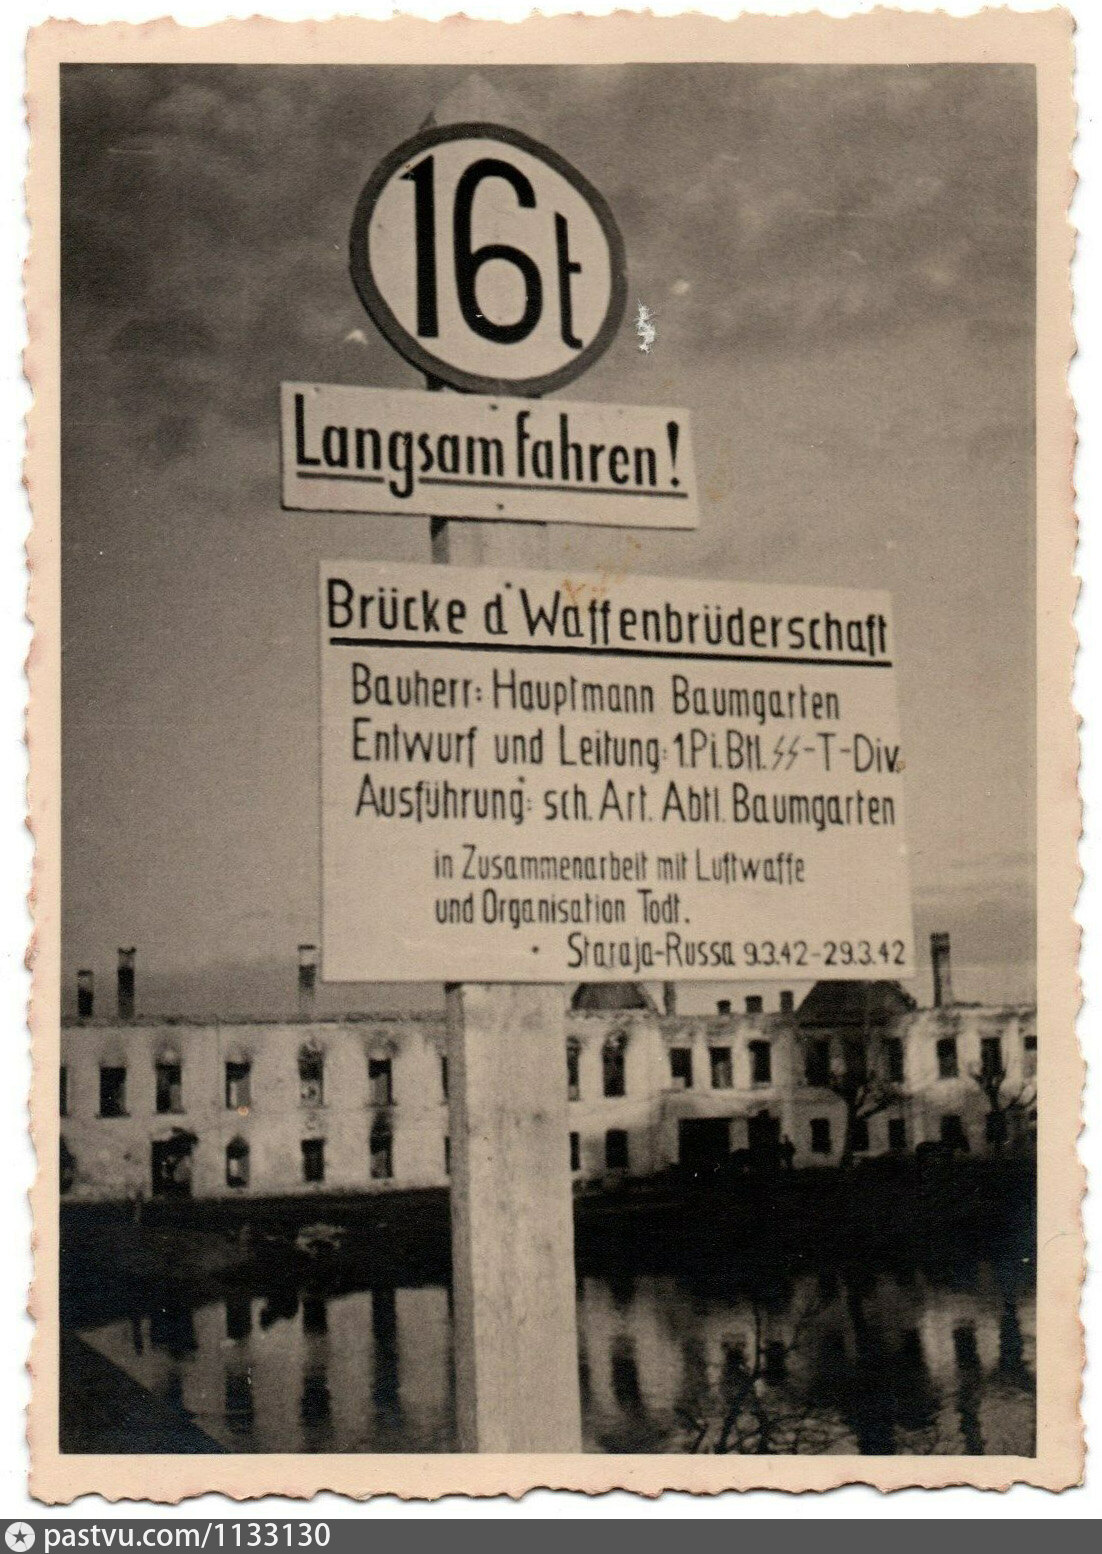 16t
Langsam fahren!
Brücke d. Waffenbrüderschaft
Bauherr: Hauptmann Baumgarten
Entwurf und Leitung: 1.Pi.Btl. SS-T-Div.
Ausführung: sch. Art. Abtl. Baumgarten
in Zusammenarbeit mit Luftwaffe
und Organisation Todt.
Staraja-Russa 9.3.42-29.3.42
pastvu.com/1133130